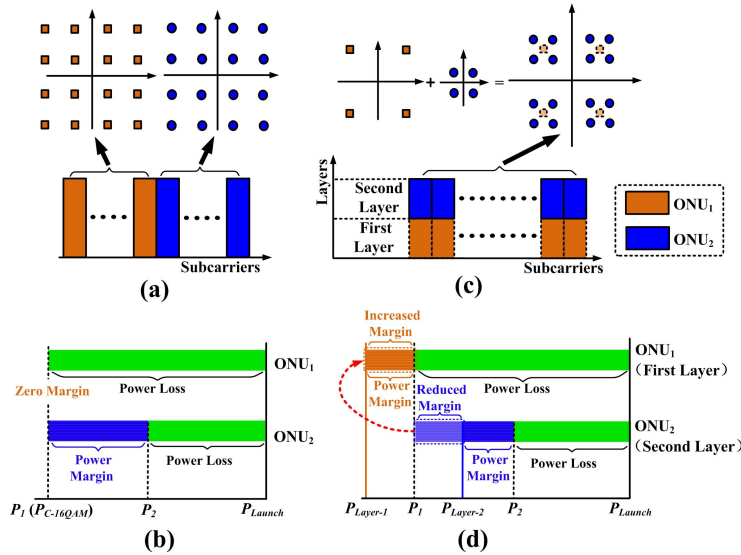 +
=
Layers
Second
Layer
First
Layer
ONU1
ONU2
Subcarriers
Subcarriers
(a)
(c)
ONU1
Power Loss
Zero Margin
ONU2
Power
Margin
Power Loss
P1 (PC-16QAM)
P2
PLaunch
(b)
Increased
Margin
ONU1
(First Layer)
Power
Margin
Power Loss
Reduced
Margin
ONU2
(Second Layer)
Power
Margin
Power Loss
PLayer-1
P1
PLayer-2
P2
PLaunch
(d)